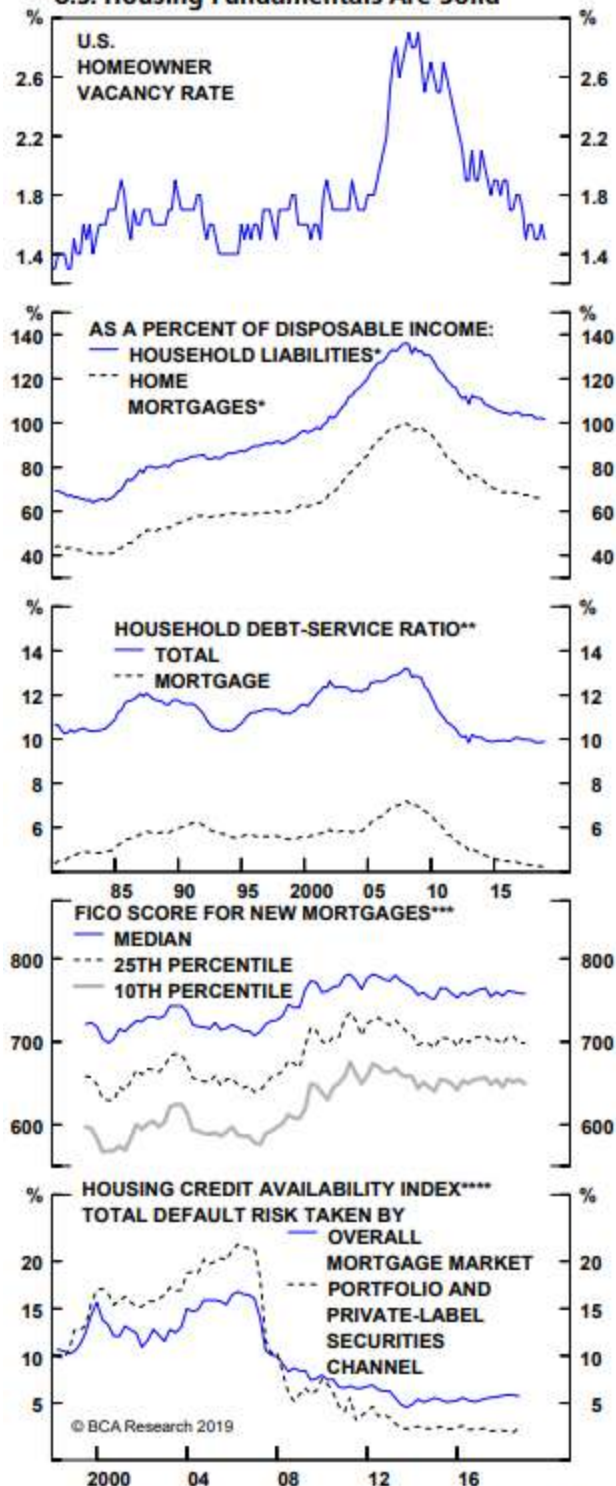 U.S. Housing Fundamentals Are Solid
% %
U.S.
HOMEOWNER
VACANCY RATE
2.6 2.6
2.2 2.2
1.8 1.8
1.4 1.4
% %
AS A PERCENT OF DISPOSABLE INCOME:
HOUSEHOLD LIABILITIES*
HOME
MORTGAGES*
140 140
120 120
100 100
80 80
60 60
40 40
% %
HOUSEHOLD DEBT-SERVICE RATIO**
TOTAL
MORTGAGE
14 14
12 12
10 10
8 8
6 6
85 90 95 2000 05 10 15
FICO SCORE FOR NEW MORTGAGES***
MEDIAN
25TH PERCENTILE
10TH PERCENTILE
800 800
700 700
600 600
% %
HOUSING CREDIT AVAILABILITY INDEX****
TOTAL DEFAULT RISK TAKEN BY
OVERALL
MORTGAGE MARKET
PORTFOLIO AND
PRIVATE-LABEL
SECURITIES
CHANNEL
20 20
15 15
10 10
5 5
© BCA Research 2019
2000 04 08 12 16